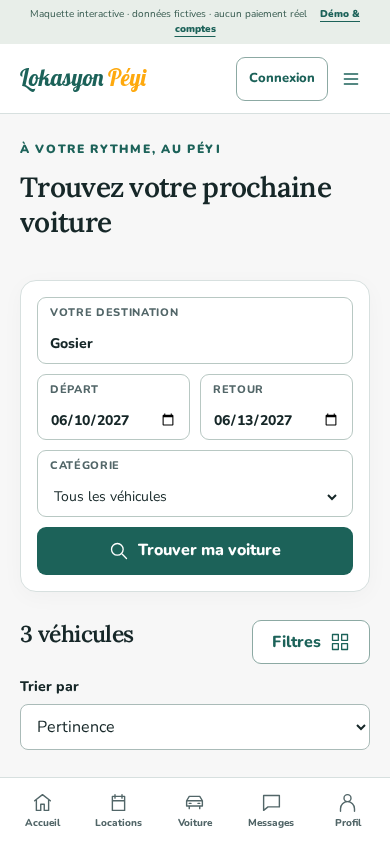 Maquette interactive · données fictives · aucun paiement réel Démo &
comptes
Lokasyon Péyi
Connexion
À VOTRE RYTHME, AU PÉYI
Trouvez votre prochaine
voiture
VOTRE DESTINATION
Gosier
DÉPART
06/10/2027
RETOUR
06/13/2027
CATÉGORIE
Tous les véhicules
Trouver ma voiture
3 véhicules
Filtres
Trier par
Pertinence
Accueil
Locations
Voiture
Messages
Profil